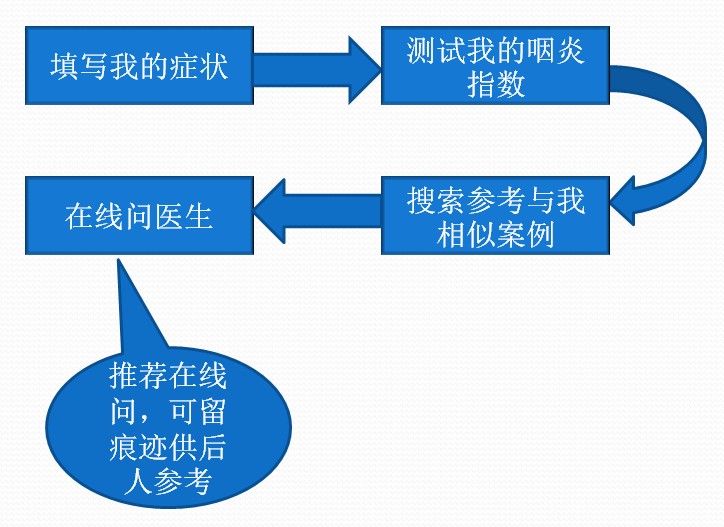 填写我的症状
测试我的咽炎
指数
搜索参考与我
相似案例
在线问医生
推荐在线
问，可留
痕迹供后
人参考